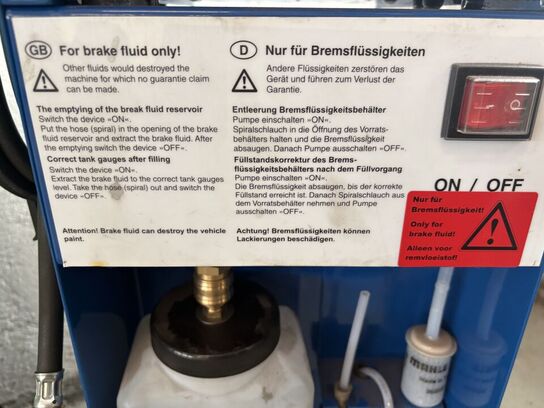 GB For brake fluid only!
Other fluids would destroyed the
machine for which no guarantie claim
can be made.
The emptying of the break fluid reservoir
Switch the device »ON«.
Put the hose (spiral) in the opening of the brake
fluid reservoir and extract the brake fluid. After
the emptying switch the device »OFF«.
Correct tank gauges after filling
Switch the device »ON«.
Extract the brake fluid to the correct tank gauges
level. Take the hose (spiral) out and switch the
device »OFF«.
Attention! Brake fluid can destroy the vehicle
paint.
D Nur für Bremsflüssigkeiten
Andere Flüssigkeiten zerstören das
Gerät und führen zum Verlust der
Garantie.
Entleerung Bremsflüssigkeitsbehälter
Pumpe einschalten »ON«.
Spiralschlauch in die Öffnung des Vorrats-
behälters halten und die Bremsflüssigkeit
absaugen. Danach Pumpe ausschalten »OFF«.
Füllstandskorrektur des Brems-
flüssigkeitsbehälters nach dem Füllvorgang
Pumpe einschalten »ON«.
Die Bremsflüssigkeit absaugen, bis der korrekte
Füllstand erreicht ist. Danach Spiralschlauch aus
dem Vorratsbehälter nehmen und Pumpe
ausschalten »OFF«.
Achtung! Bremsflüssigkeiten können
Lackierungen beschädigen.
ON / OFF
Nur für
Bremsflüssigkeit!
Only for
brake fluid!
Alleen voor
remvloeistof!
MAHLE